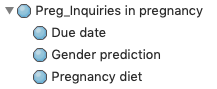 Preg_Inquiries in pregnancy
Due date
Gender prediction
Pregnancy diet